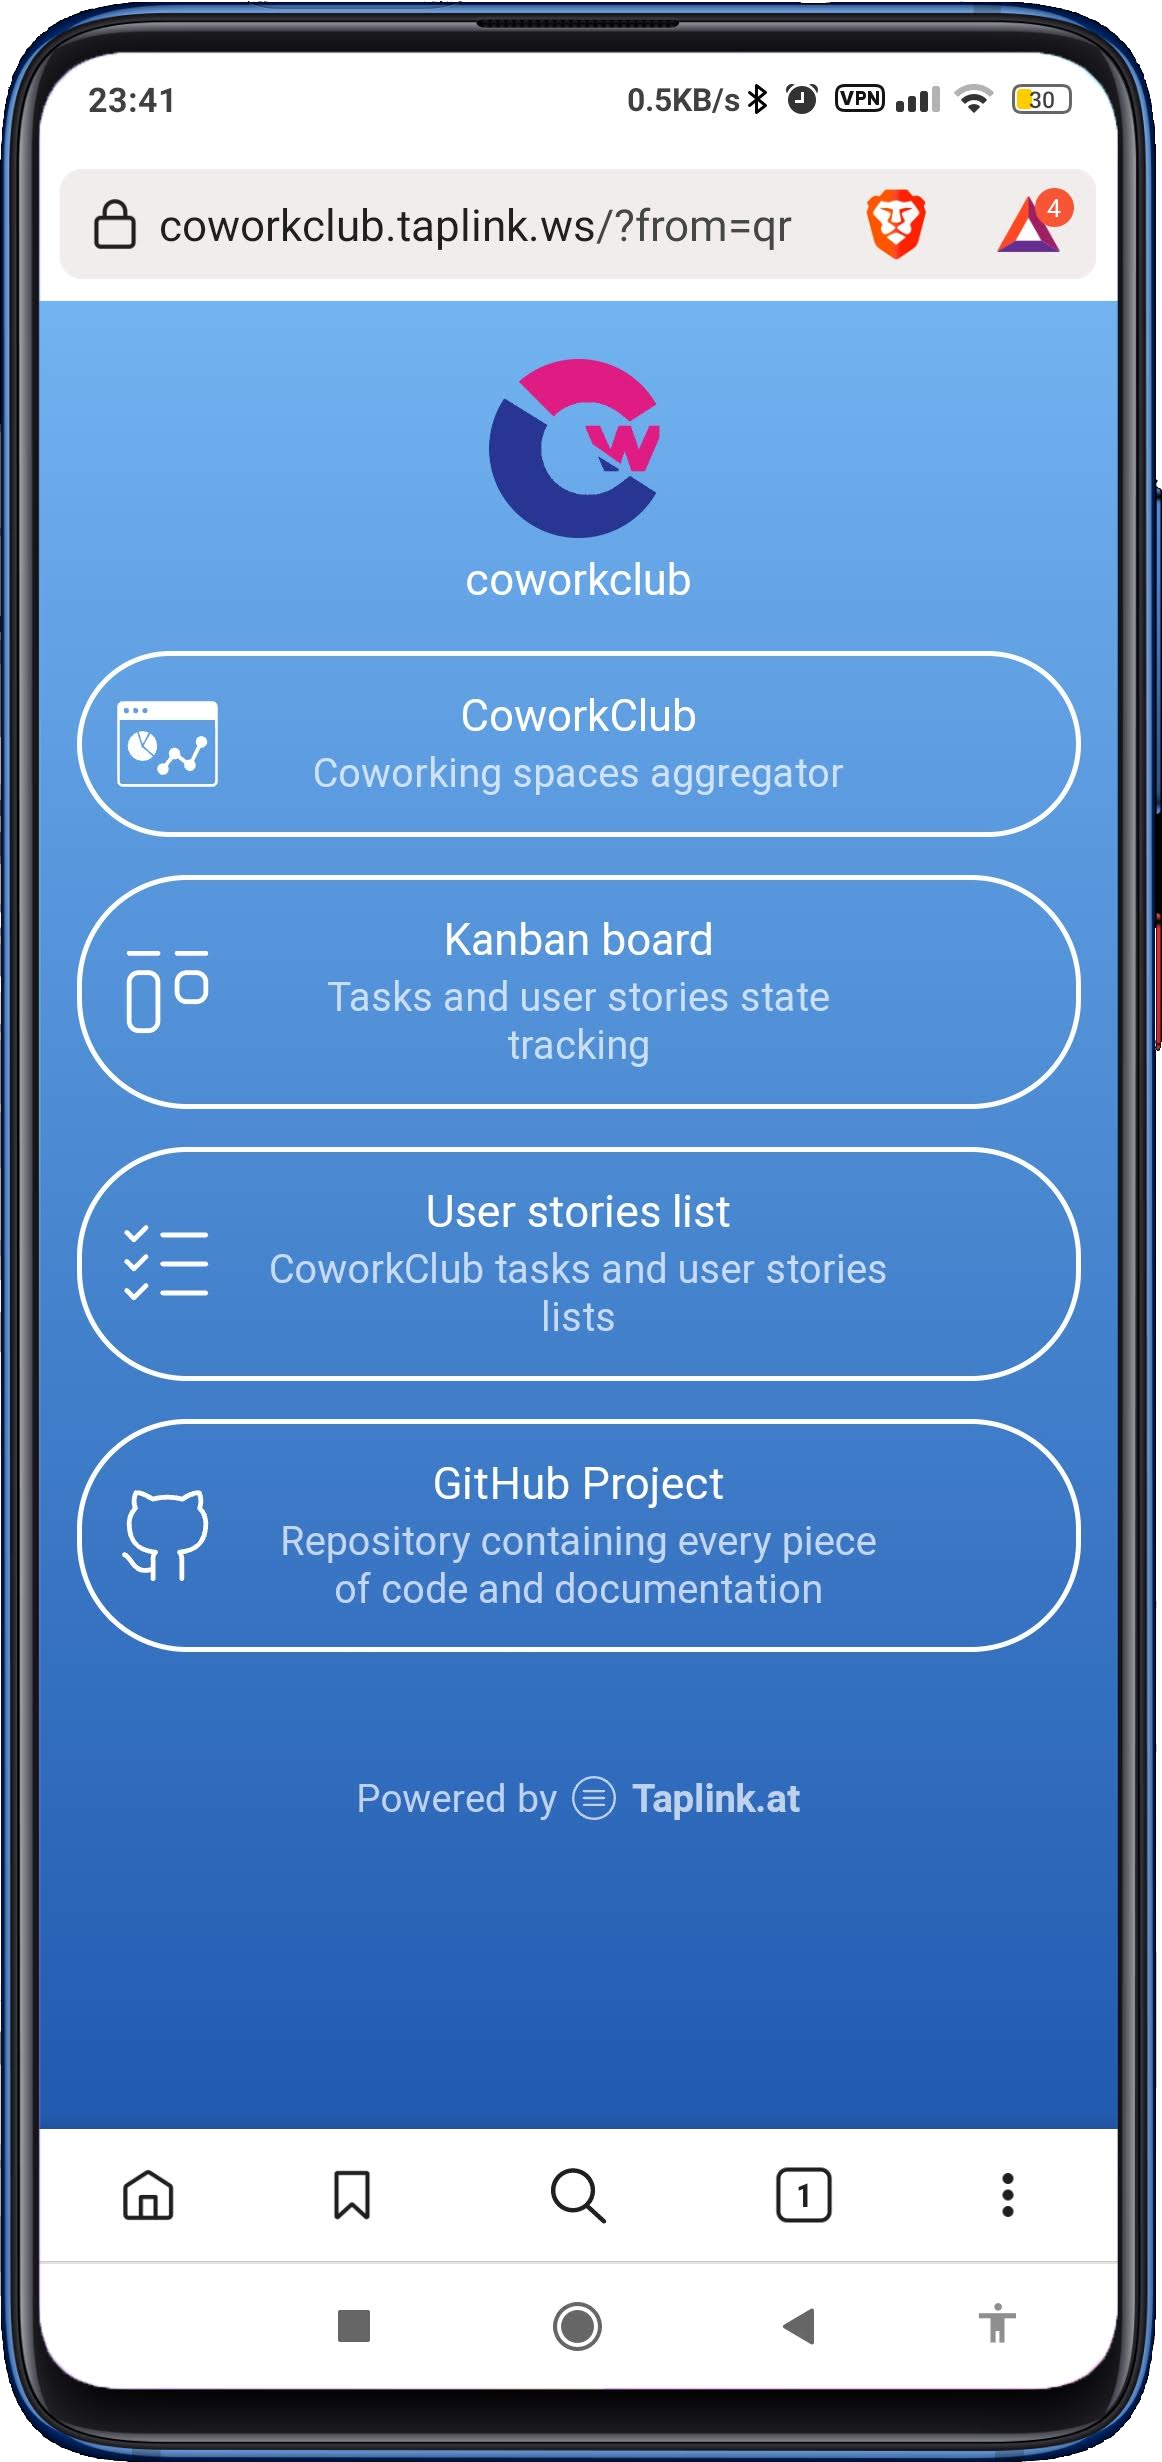 23:41 0.5KB/s VPN 30
coworkclub.taplink.ws/?from=qr 4
CW
coworkclub
CoworkClub
Coworking spaces aggregator
Kanban board
Tasks and user stories state
tracking
User stories list
CoworkClub tasks and user stories
lists
GitHub Project
Repository containing every piece
of code and documentation
Powered by Taplink.at
1